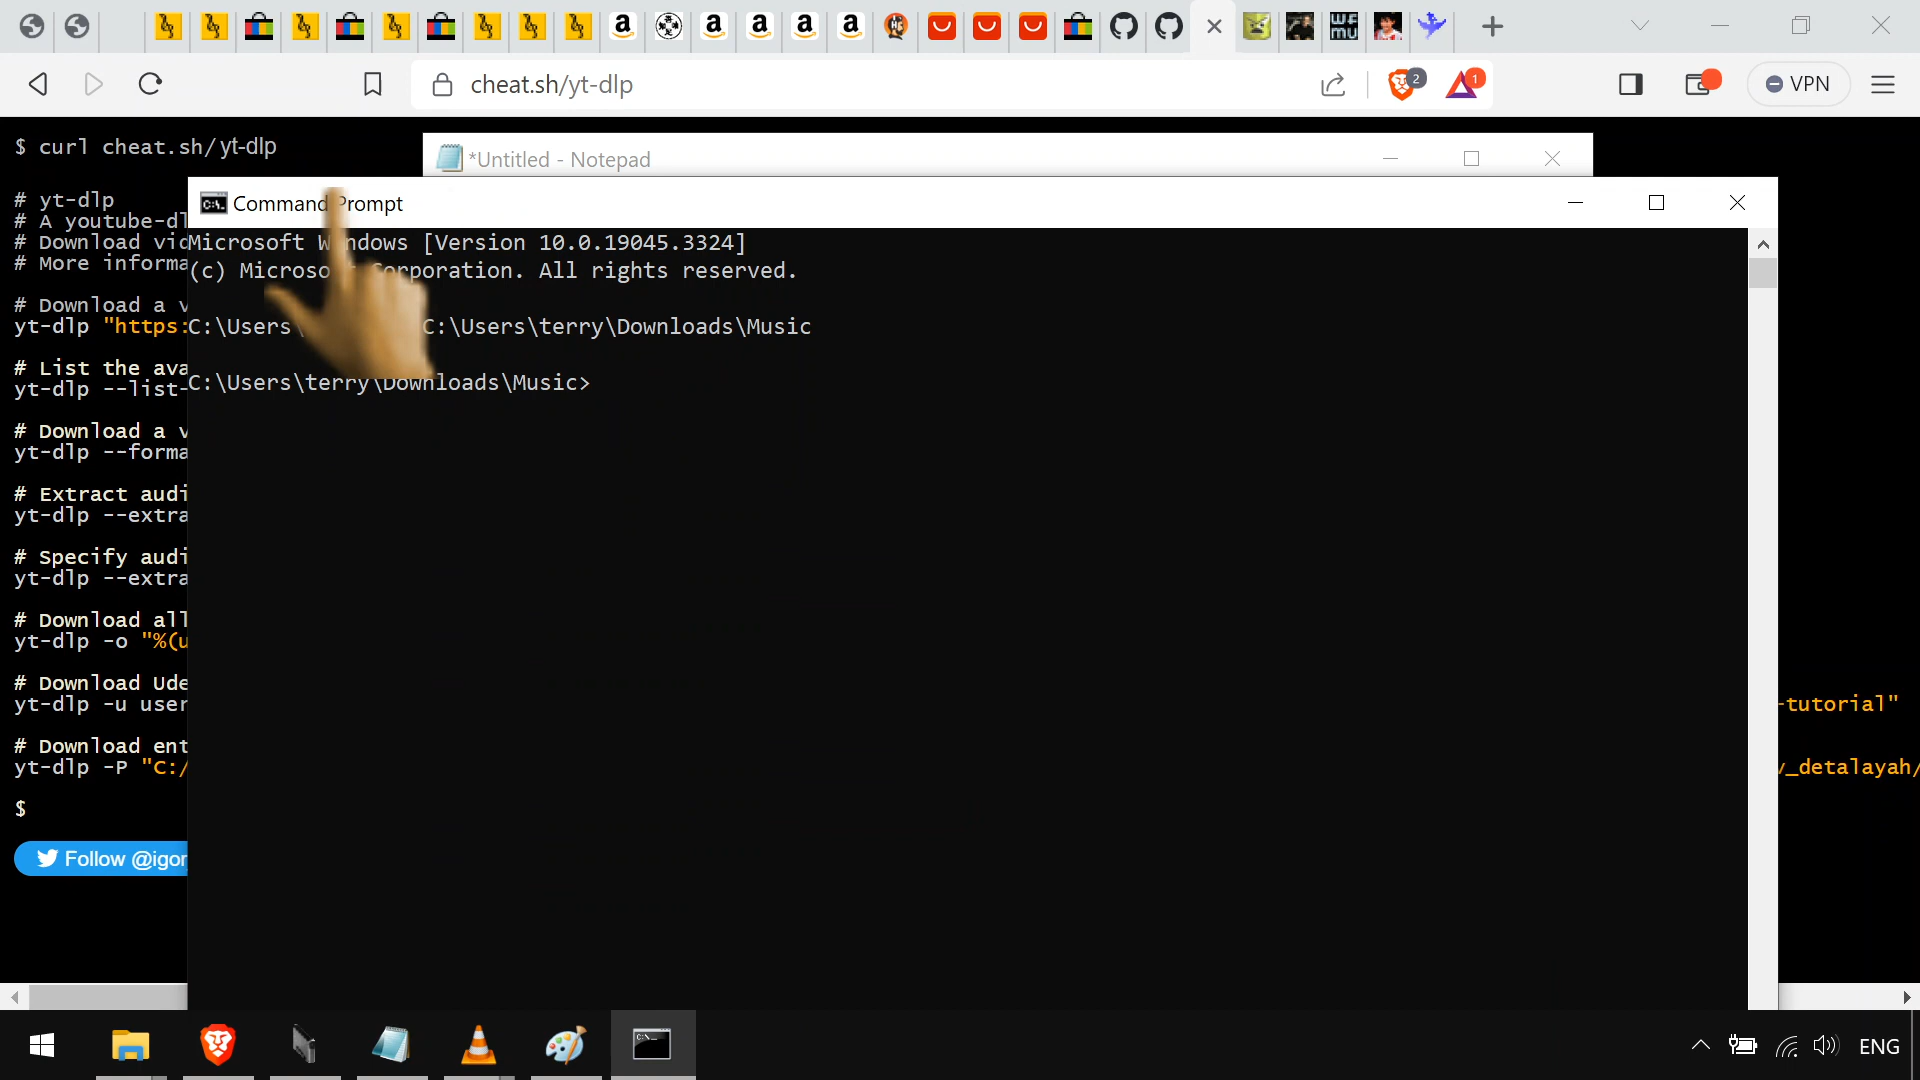 cheat.sh/yt-dlp
2
1
VPN
$ curl cheat.sh/yt-dlp
*Untitled - Notepad
# yt-dlp
# A youtube-dl
# Download vid
# More informa
# Download a v
yt-dlp "https:
# List the ava
yt-dlp --list-
# Download a v
yt-dlp --forma
# Extract audi
yt-dlp --extra
# Specify audi
yt-dlp --extra
# Download all
yt-dlp -o "%(u
# Download Ude
yt-dlp -u user
-tutorial"
# Download ent
yt-dlp -P "C:/
_detalayah/
$
Follow @igor
Command Prompt
Microsoft Windows [Version 10.0.19045.3324]
(c) Microsoft Corporation. All rights reserved.
C:\Users\ C:\Users\terry\Downloads\Music
C:\Users\terry\Downloads\Music>
ENG